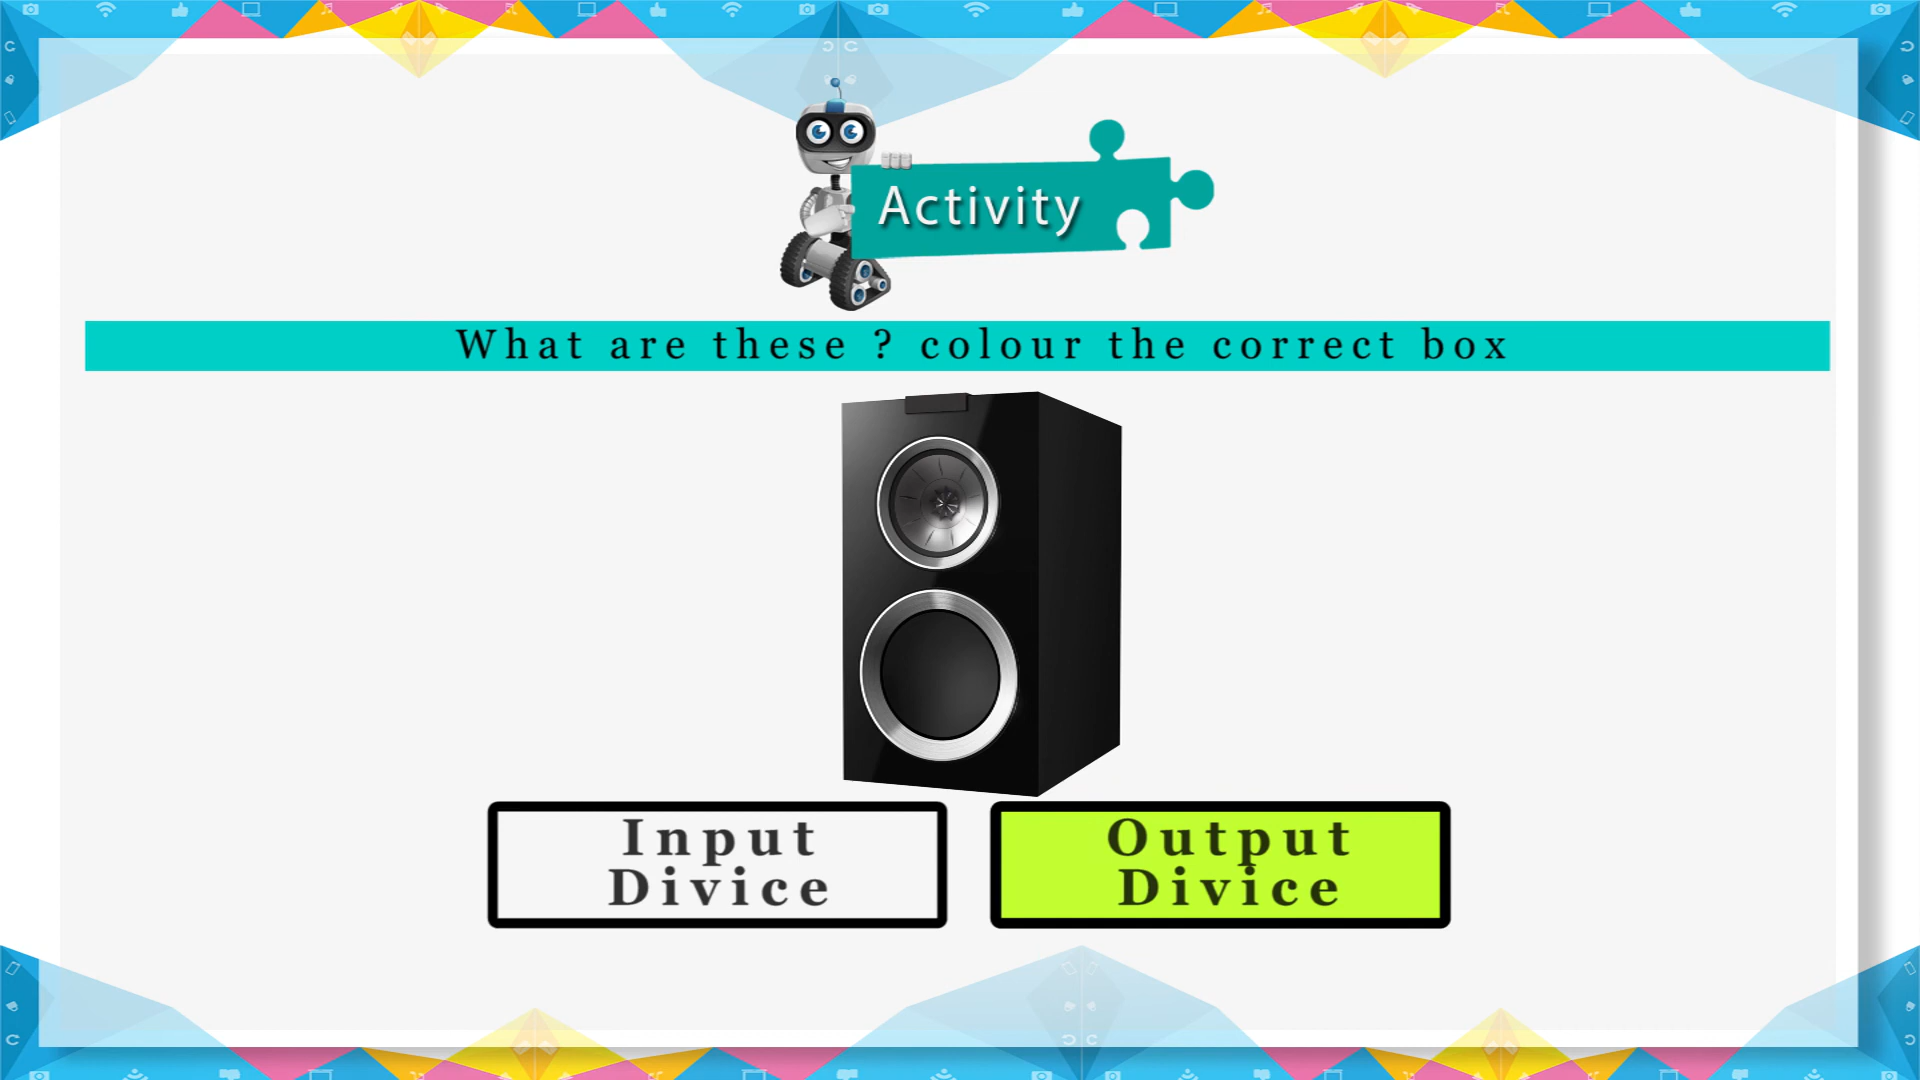 Activity
What are these ? colour the correct box
Input
Divice
Output
Divice